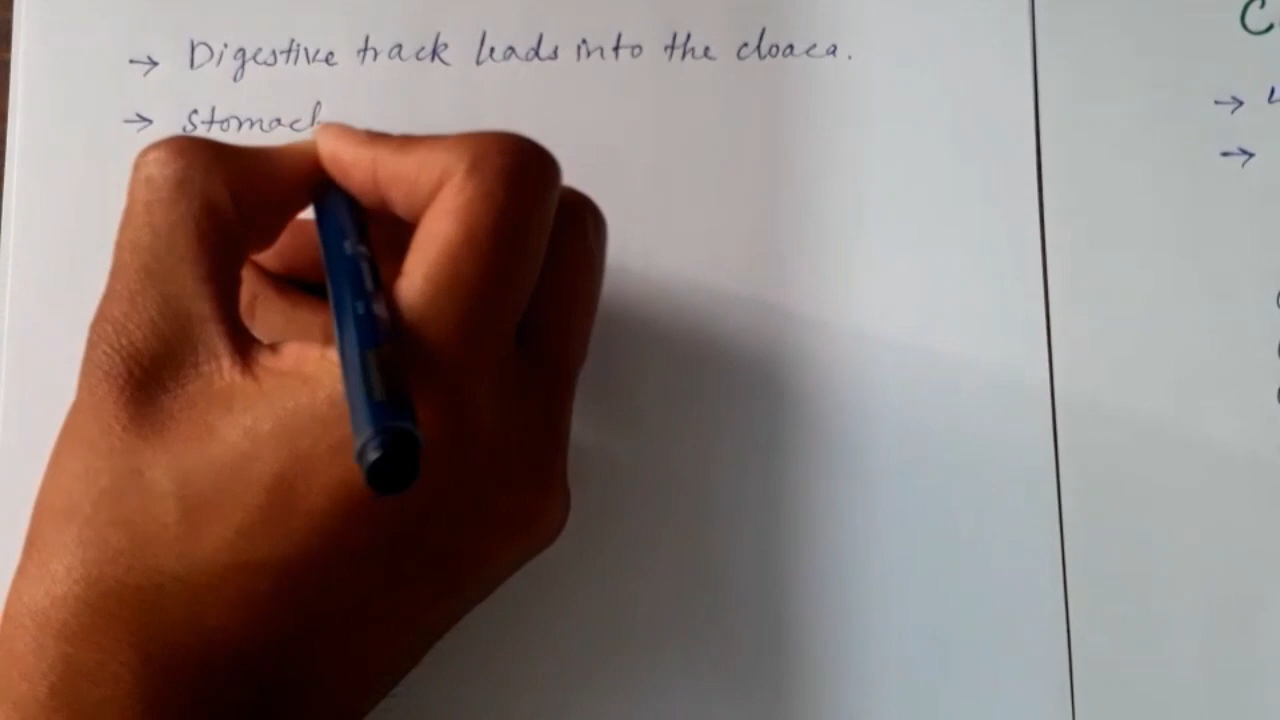 → Digestive track leads into the cloaca.
→ Stomach
C
→
→